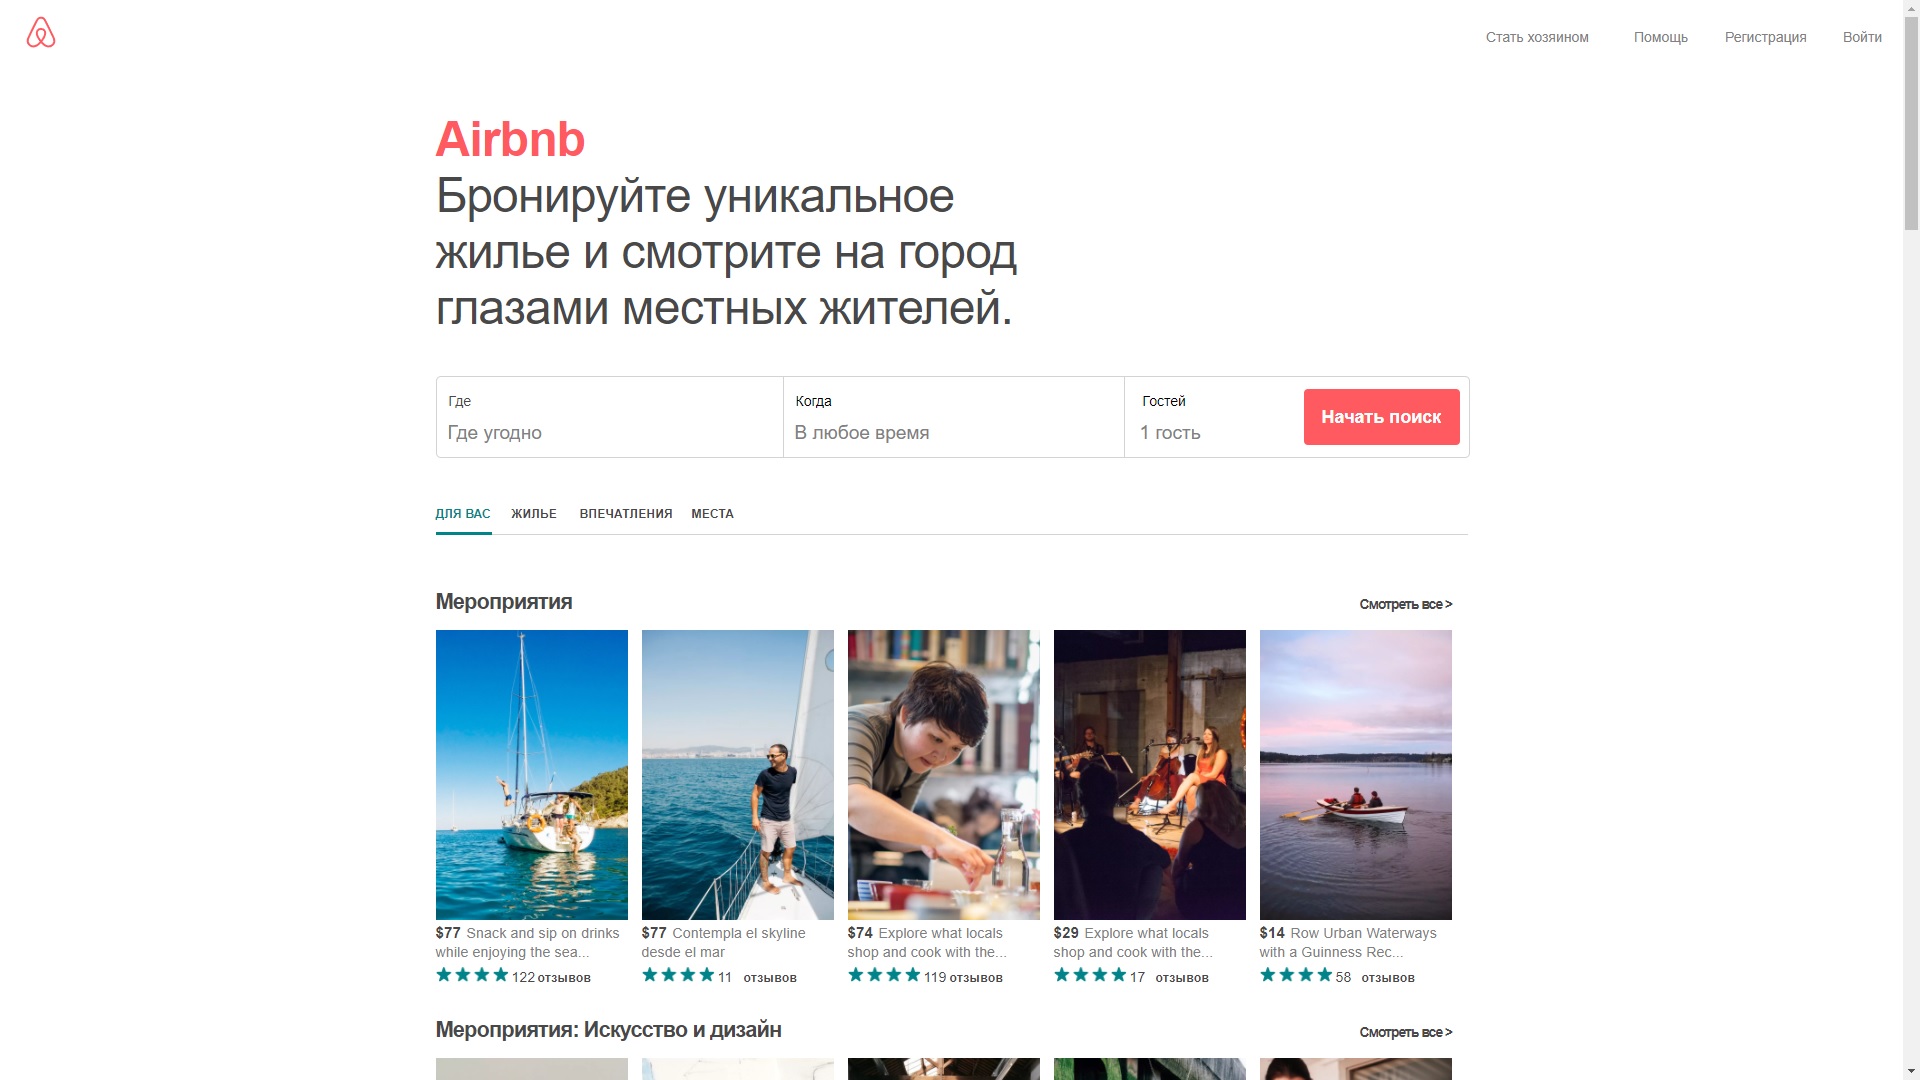 Стать хозяином Помощь Регистрация Войти
Airbnb
Бронируйте уникальное
жилье и смотрите на город
глазами местных жителей.
Где Когда Гостей
Где угодно В любое время 1 гость
Начать поиск
ДЛЯ ВАС ЖИЛЬЕ ВПЕЧАТЛЕНИЯ МЕСТА
Мероприятия Смотреть все >
$77 Snack and sip on drinks
while enjoying the sea...
122 отзывов
$77 Contempla el skyline
desde el mar
11 отзывов
$74 Explore what locals
shop and cook with the...
119 отзывов
$29 Explore what locals
shop and cook with the...
17 отзывов
$14 Row Urban Waterways
with a Guinness Rec...
58 отзывов
Мероприятия: Искусство и дизайн Смотреть все >